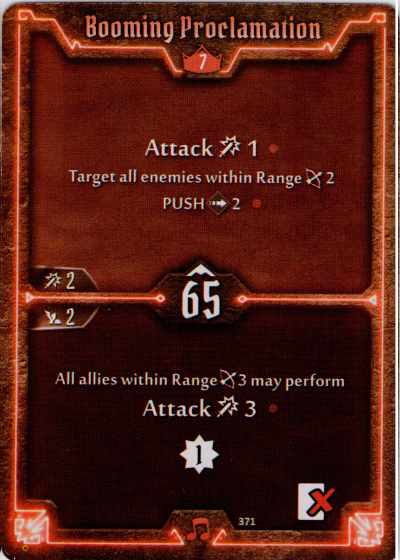 Booming Proclamation
7
Attack 1
Target all enemies within Range 2
PUSH 2
2
65
2
All allies within Range 3 may perform
Attack 3
1
371